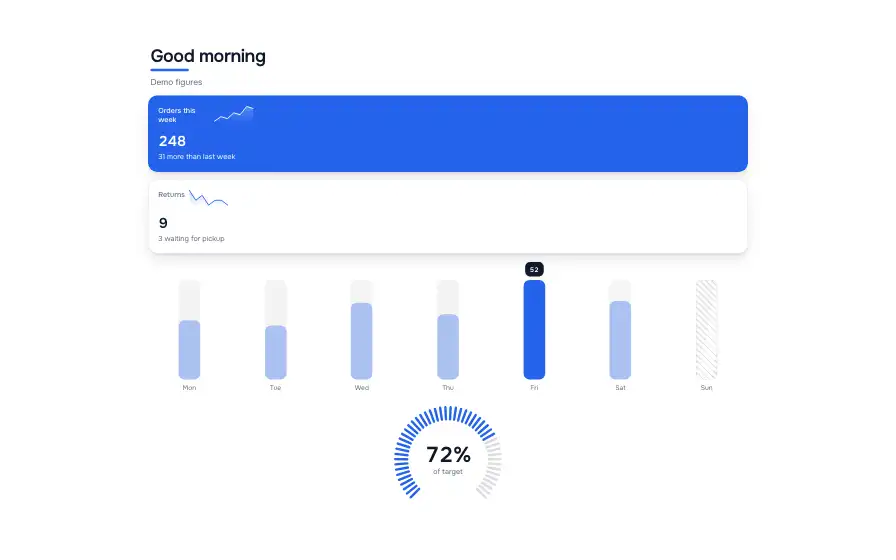 Good morning
Demo figures
Orders this
week
248
31 more than last week
Returns
9
3 waiting for pickup
52
Mon
Tue
Wed
Thu
Fri
Sat
Sun
72%
of target